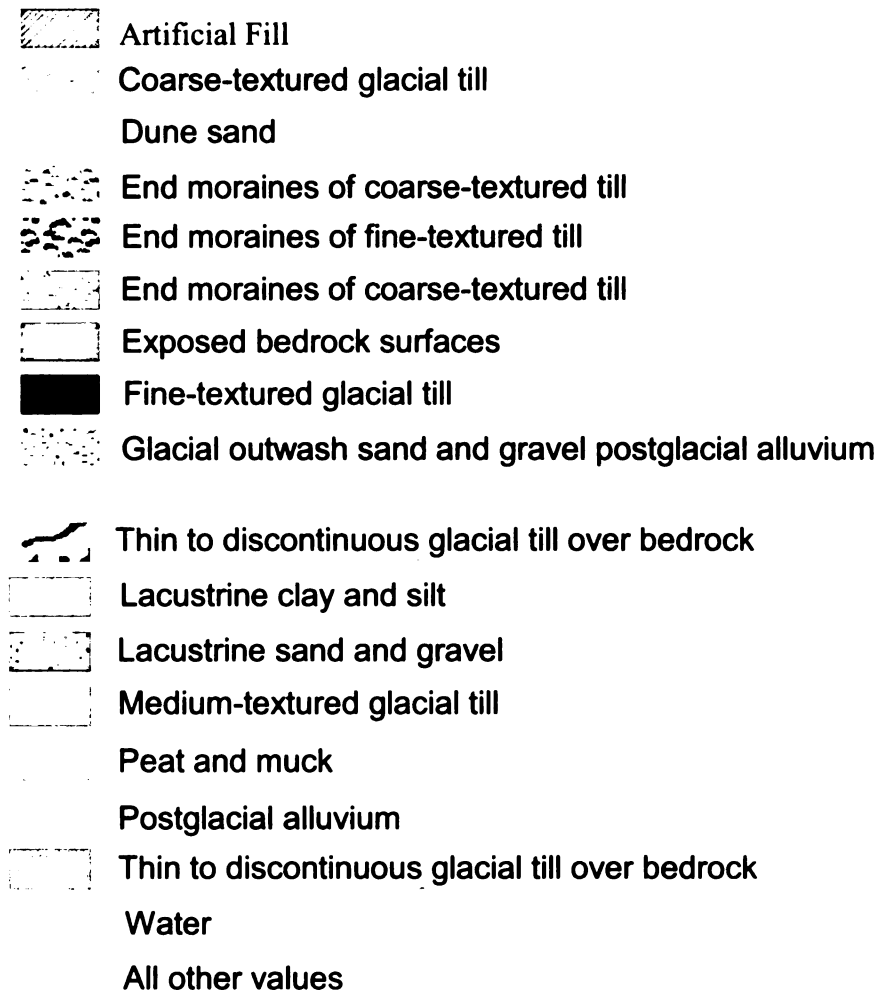 Artificial Fill
Coarse-textured glacial till
Dune sand
End moraines of coarse-textured till
End moraines of fine-textured till
End moraines of coarse-textured till
Exposed bedrock surfaces
Fine-textured glacial till
Glacial outwash sand and gravel postglacial alluvium
Thin to discontinuous glacial till over bedrock
Lacustrine clay and silt
Lacustrine sand and gravel
Medium-textured glacial till
Peat and muck
Postglacial alluvium
Thin to discontinuous glacial till over bedrock
Water
All other values